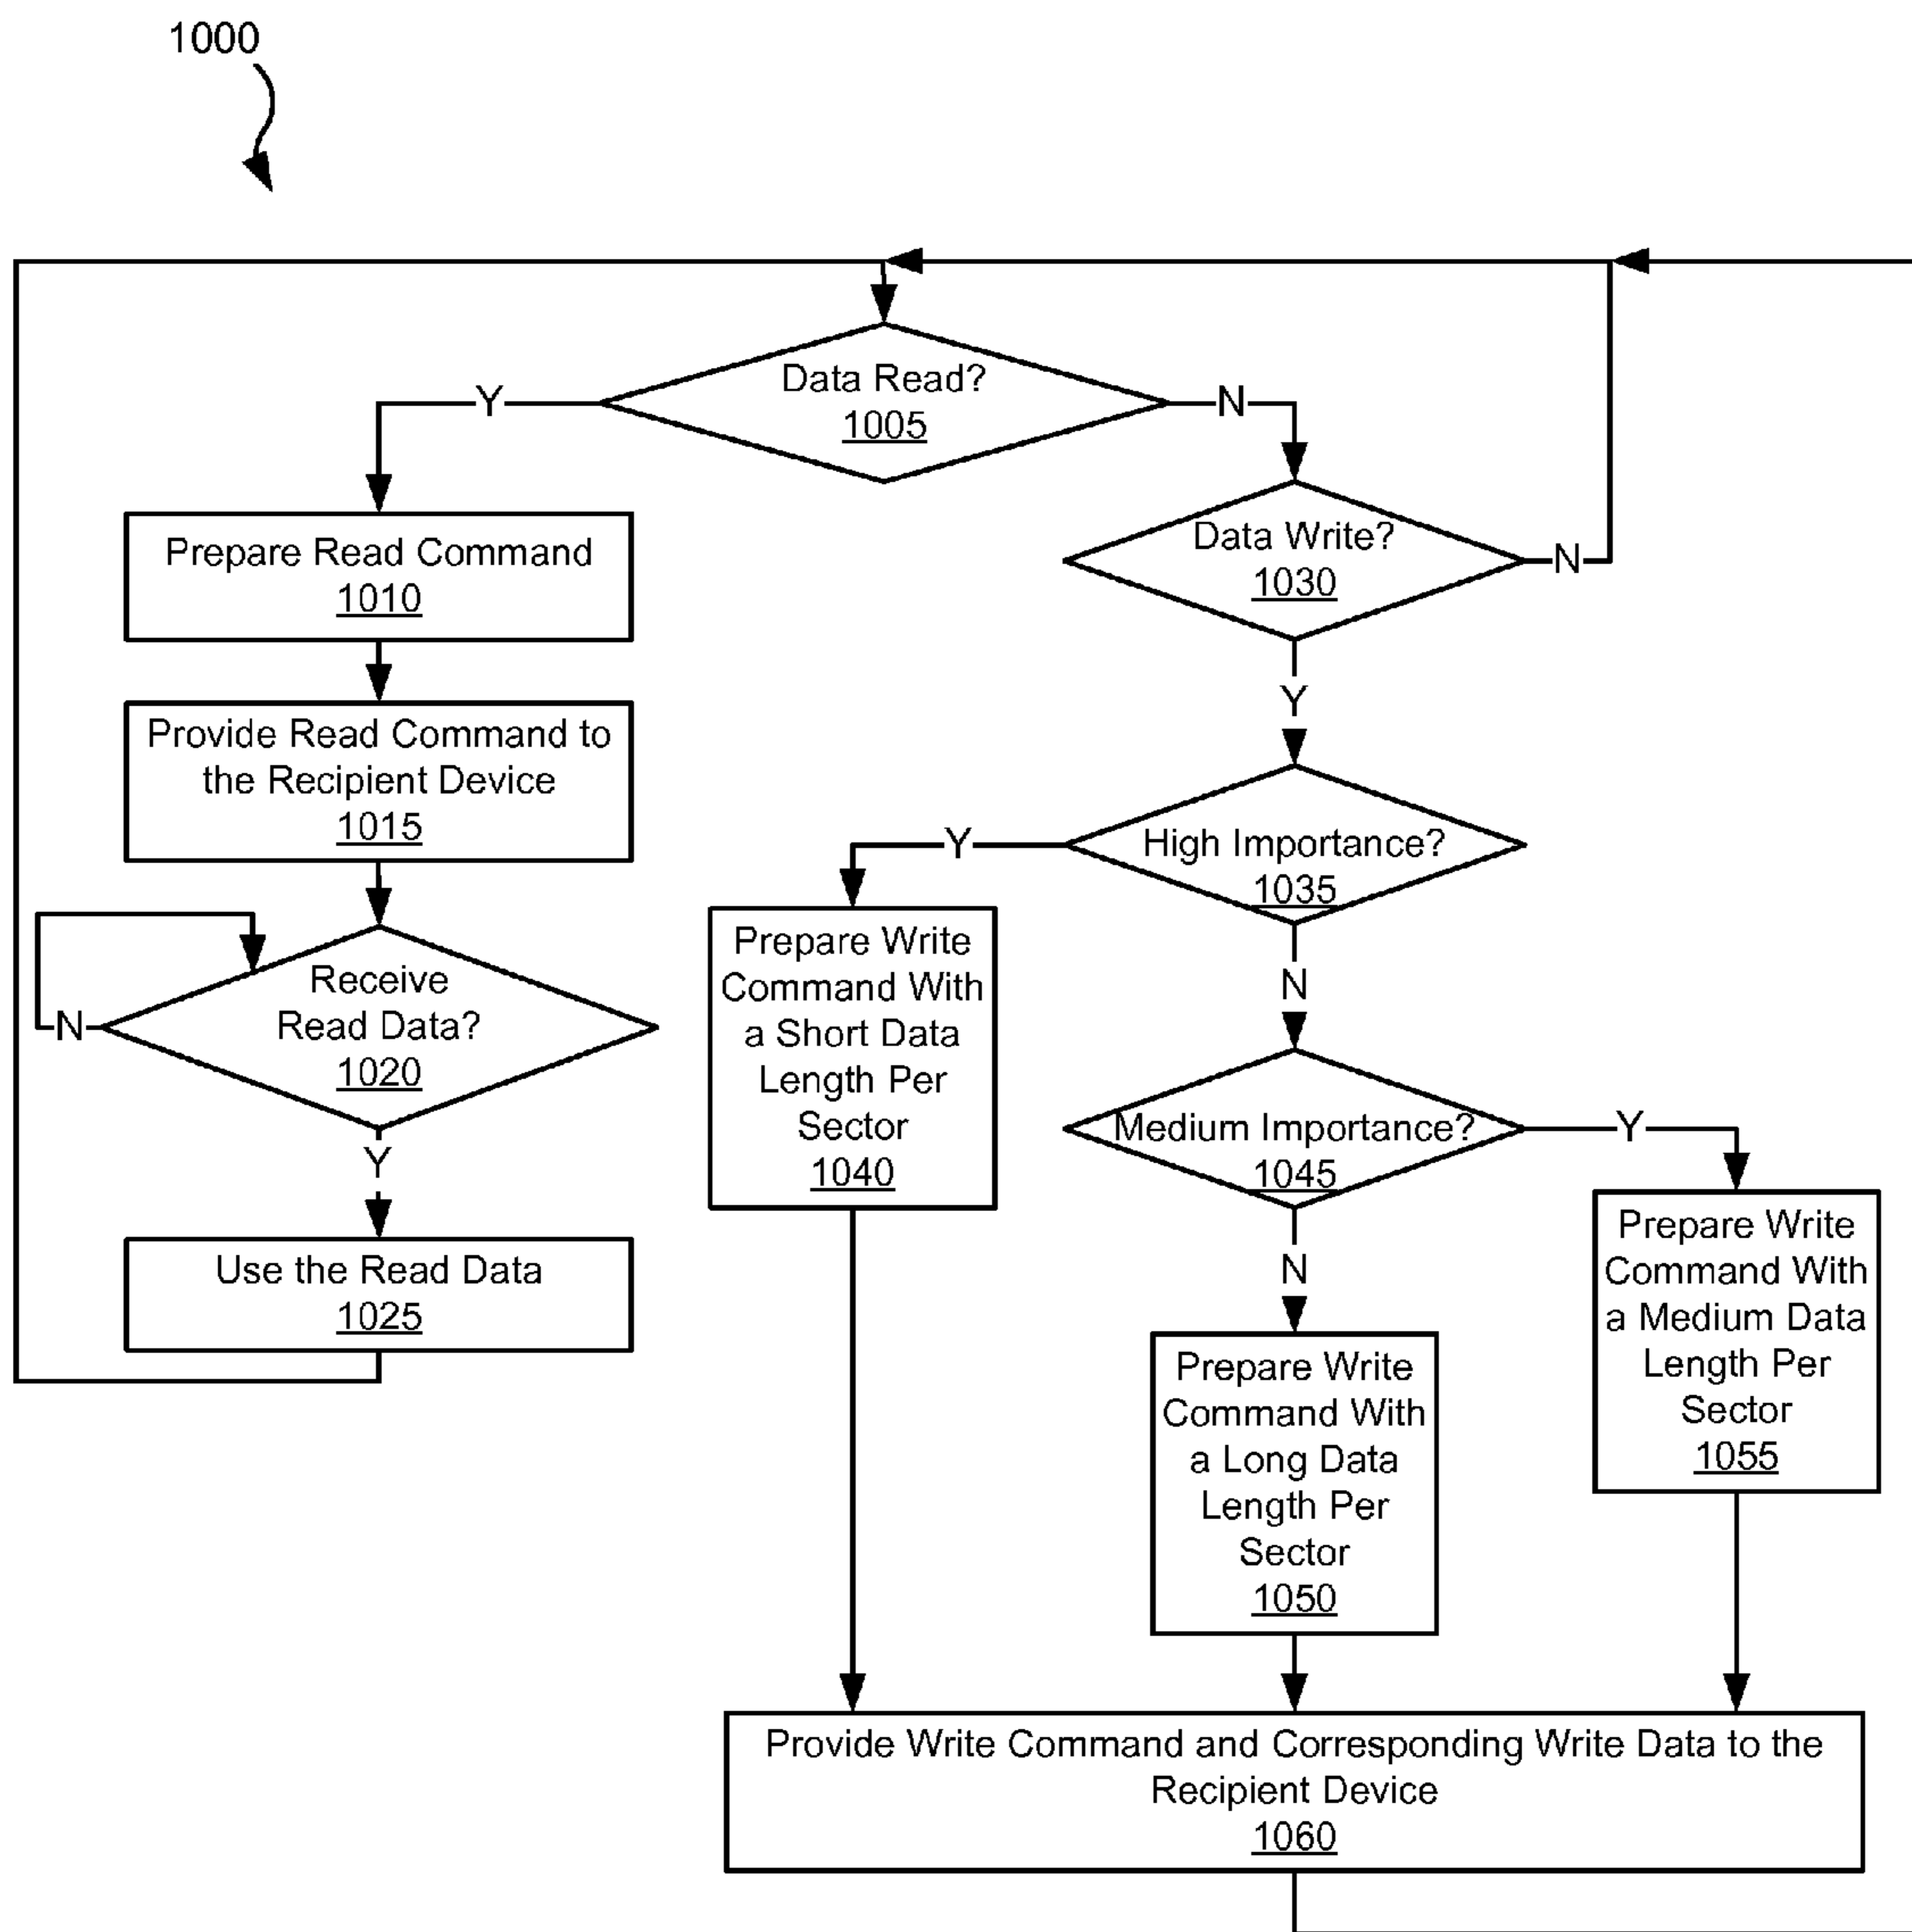 1000
Data Read?
1005
Y
N
Prepare Read Command
1010
Data Write?
1030
N
Provide Read Command to
the Recipient Device
1015
Y
High Importance?
1035
Y
N
Receive
Read Data?
1020
N
Y
Prepare Write
Command With
a Short Data
Length Per
Sector
1040
Medium Importance?
1045
Y
N
Use the Read Data
1025
Prepare Write
Command With
a Medium Data
Length Per
Sector
1055
Prepare Write
Command With
a Long Data
Length Per
Sector
1050
Provide Write Command and Corresponding Write Data to the
Recipient Device
1060